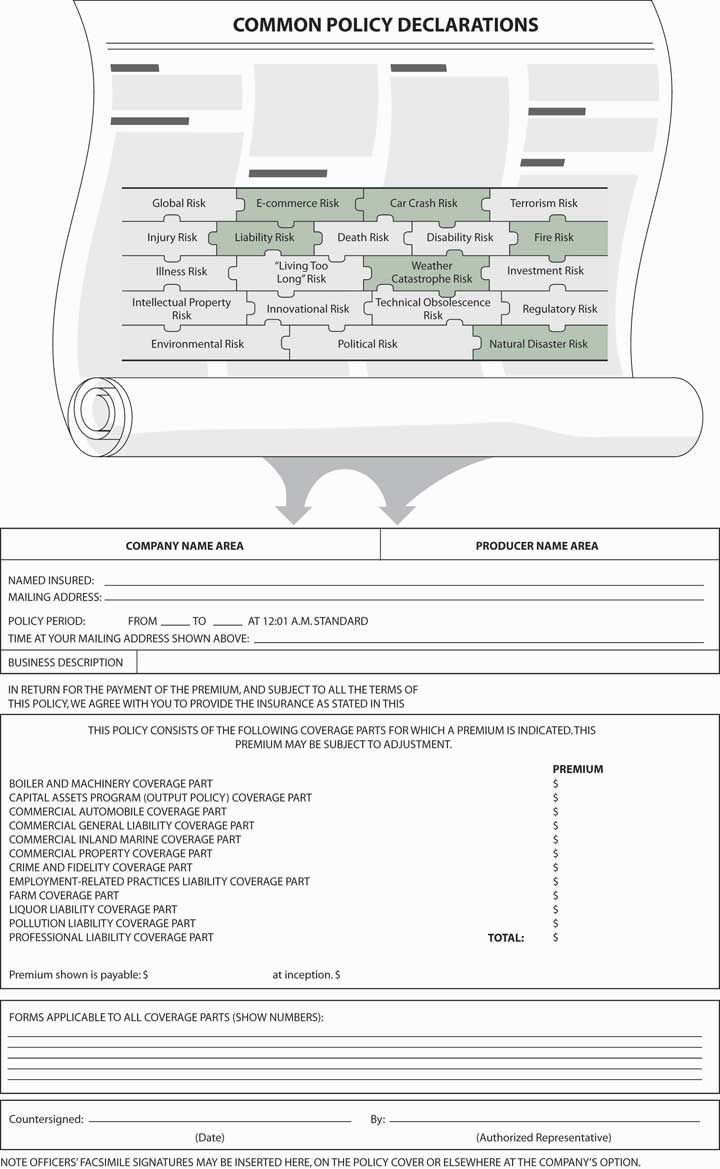 COMMON POLICY DECLARATIONS
Global Risk
E-commerce Risk
Car Crash Risk
Terrorism Risk
Injury Risk
Liability Risk
Death Risk
Disability Risk
Fire Risk
Illness Risk
“Living Too
Long” Risk
Weather
Catastrophe Risk
Investment Risk
Intellectual Property
Risk
Innovational Risk
Technical Obsolescence
Risk
Regulatory Risk
Environmental Risk
Political Risk
Natural Disaster Risk
COMPANY NAME AREA
PRODUCER NAME AREA
NAMED INSURED:
MAILING ADDRESS:
POLICY PERIOD: FROM TO AT 12:01 A.M. STANDARD
TIME AT YOUR MAILING ADDRESS SHOWN ABOVE:
BUSINESS DESCRIPTION
IN RETURN FOR THE PAYMENT OF THE PREMIUM, AND SUBJECT TO ALL THE TERMS OF
THIS POLICY, WE AGREE WITH YOU TO PROVIDE THE INSURANCE AS STATED IN THIS
THIS POLICY CONSISTS OF THE FOLLOWING COVERAGE PARTS FOR WHICH A PREMIUM IS INDICATED. THIS
PREMIUM MAY BE SUBJECT TO ADJUSTMENT.
PREMIUM
BOILER AND MACHINERY COVERAGE PART $
CAPITAL ASSETS PROGRAM (OUTPUT POLICY) COVERAGE PART $
COMMERCIAL AUTOMOBILE COVERAGE PART $
COMMERCIAL GENERAL LIABILITY COVERAGE PART $
COMMERCIAL INLAND MARINE COVERAGE PART $
COMMERCIAL PROPERTY COVERAGE PART $
CRIME AND FIDELITY COVERAGE PART $
EMPLOYMENT-RELATED PRACTICES LIABILITY COVERAGE PART $
FARM COVERAGE PART $
LIQUOR LIABILITY COVERAGE PART $
POLLUTION LIABILITY COVERAGE PART $
PROFESSIONAL LIABILITY COVERAGE PART TOTAL: $
Premium shown is payable: $ at inception. $
FORMS APPLICABLE TO ALL COVERAGE PARTS (SHOW NUMBERS):
Countersigned: By:
(Date) (Authorized Representative)
NOTE OFFICERS’ FACSIMILE SIGNATURES MAY BE INSERTED HERE, ON THE POLICY COVER OR ELSEWHERE AT THE COMPANY’S OPTION.